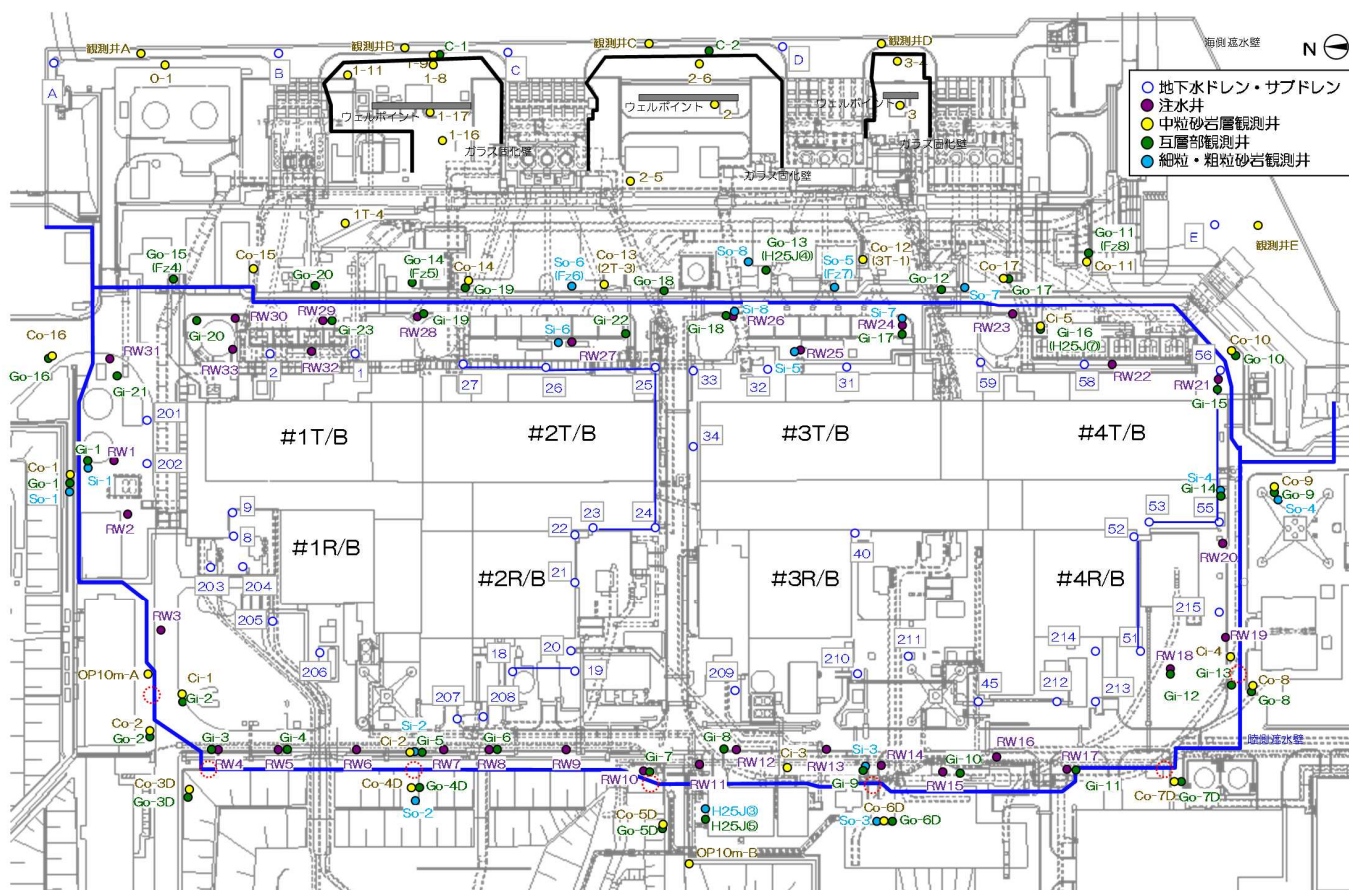 N
海側遮水壁
地下水ドレン・サブドレン
注水井
中粒砂岩層観測井
互層部観測井
細粒・粗粒砂岩観測井
観測井A
観測井B
観測井C
観測井D
A
O-1
B
1-11
1-9
C-1
1-8
C
C-2
2-6
D
3-4
ウェルポイント
1-17
1-16
ガラス固化壁
ウェルポイント
2-5
ガラス固化壁
ウェルポイント
3
ガラス固化壁
1T-4
E
観測井E
Go-15
(Fz4)
Co-15
Go-20
Go-14
(Fz5)
Co-14
Go-19
So-6
(Fz6)
Co-13
(2T-3)
Go-18
So-8
Go-13
(H25J④)
So-5
(Fz7)
Co-12
(3T-1)
Go-12
So-7
Co-17
Go-17
Go-11
(Fz8)
Co-11
Co-16
Go-16
RW31
Gi-21
Gi-20
RW30
RW33
RW29
Gi-23
RW32
2
1
RW28
Gi-19
Si-6
RW27
Gi-22
Gi-18
Si-8
RW26
Si-5
RW25
Si-7
RW24
Gi-17
RW23
Ci-5
Gi-16
(H25J⑦)
RW22
Co-10
Go-10
56
RW21
Gi-15
27
26
25
33
32
31
59
58
201
202
34
#1T/B
#2T/B
#3T/B
#4T/B
Co-1
Go-1
So-1
Gi-1
Si-1
RW1
RW2
Si-4
Gi-14
Co-9
Go-9
So-4
9
8
203
204
205
206
#1R/B
#2R/B
#3R/B
#4R/B
22
23
24
21
40
52
53
55
RW20
215
RW3
OP10m-A
Ci-1
Gi-2
207
208
18
20
19
209
210
211
45
212
214
213
51
RW19
Ci-4
RW18
Gi-12
Gi-13
Co-8
Go-8
陸側遮水壁
Co-2
Go-2
Gi-3
RW4
Gi-4
RW5
RW6
Si-2
Ci-2
Gi-5
RW7
Gi-6
RW8
RW9
Gi-7
RW10
RW11
Gi-8
RW12
Ci-3
RW13
Si-3
Gi-9
RW14
Gi-10
RW15
RW16
RW17
Gi-11
Co-3D
Go-3D
Co-4D
Go-4D
So-2
Co-5D
Go-5D
H25J③
H25J⑥
OP10m-B
So-3
Co-6D
Go-6D
Co-7D
Go-7D